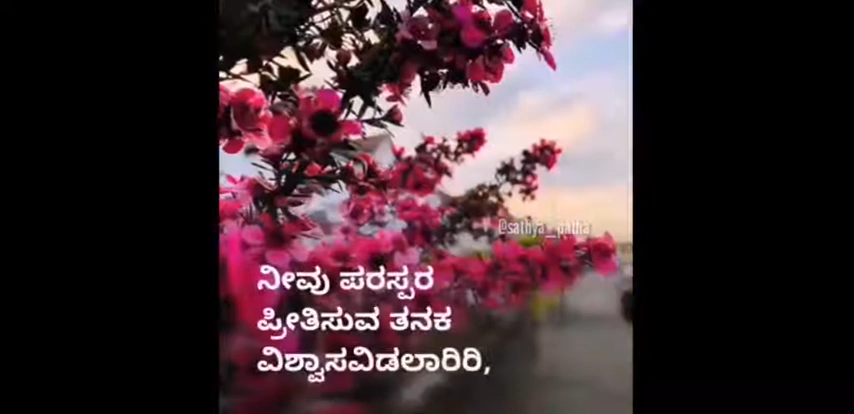 @sathya_patha
ನೀವು ಪರಸ್ಪರ
ಪ್ರೀತಿಸುವ ತನಕ
ವಿಶ್ವಾಸವಿಡಲಾರಿರಿ,